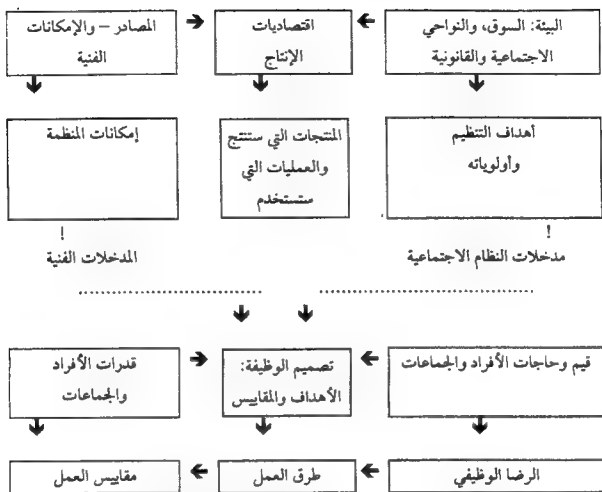 البيئة: السوق، والنواحي
الاجتماعية والقانونية
اقتصاديات
الإنتاج
المصادر – والإمكانات
الفنية
أهداف التنظيم
وأولوياته
المنتجات التي ستنتج
والعمليات التي
ستستخدم
إمكانات المنظمة
!
!
مدخلات النظام الاجتماعية
المدخلات الفنية
قيم وحاجات الأفراد والجماعات
تصميم الوظيفة:
الأهداف والمقاييس
قدرات الأفراد
والجماعات
الرضا الوظيفي
طرق العمل
مقاييس العمل